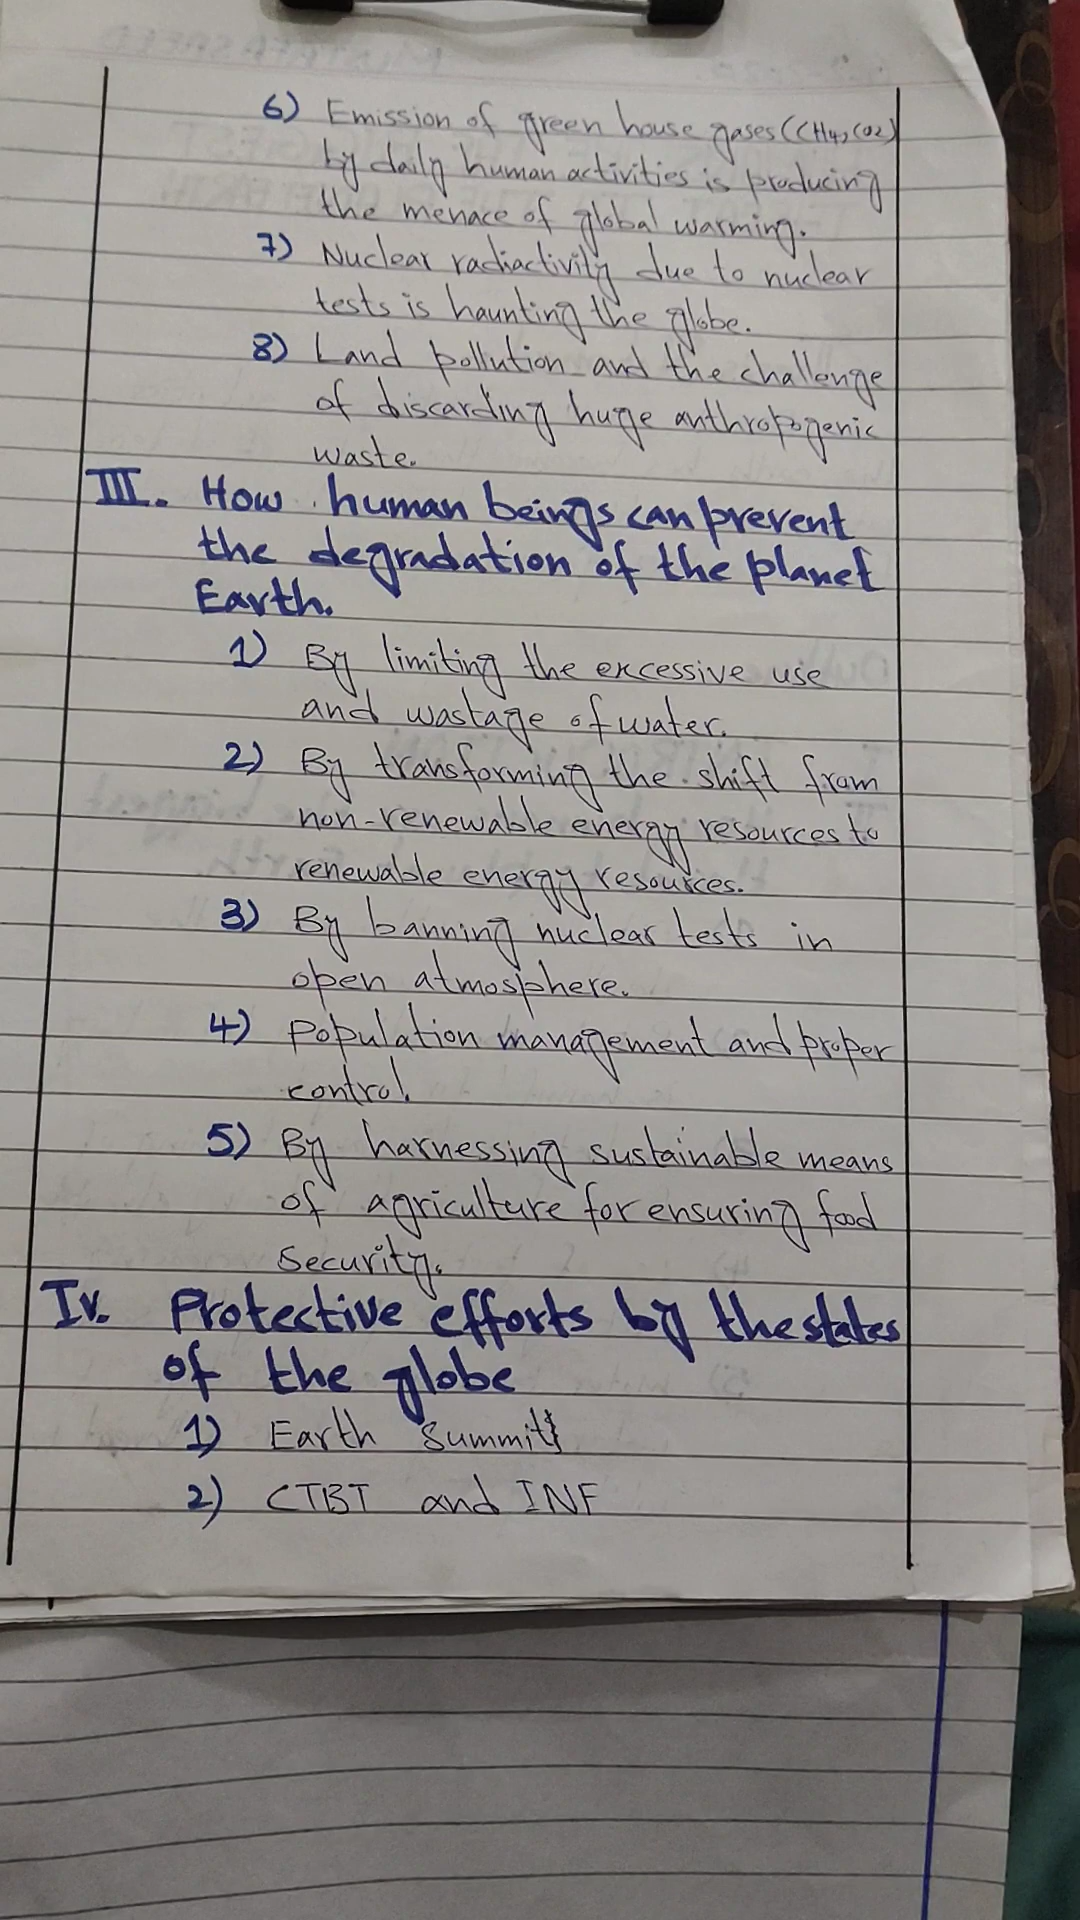 6) Emission of green house gases (CH4, CO2)
by daily human activities is producing
the menace of global warming.
7) Nuclear radiactivity due to nuclear
tests is haunting the globe.
8) Land pollution and the challenge
of discarding huge anthropogenic
waste.
III. How human beings can prevent
the degradation of the planet
Earth.
1) By limiting the excessive use
and wastage of water.
2) By transforming the shift from
non-renewable energy resources to
renewable energy resources.
3) By banning nuclear tests in
open atmosphere.
4) Population management and proper
control.
5) By harnessing sustainable means
of agriculture for ensuring food
security.
IV. Protective efforts by the states
of the globe
1) Earth Summit
2) CTBT and INF